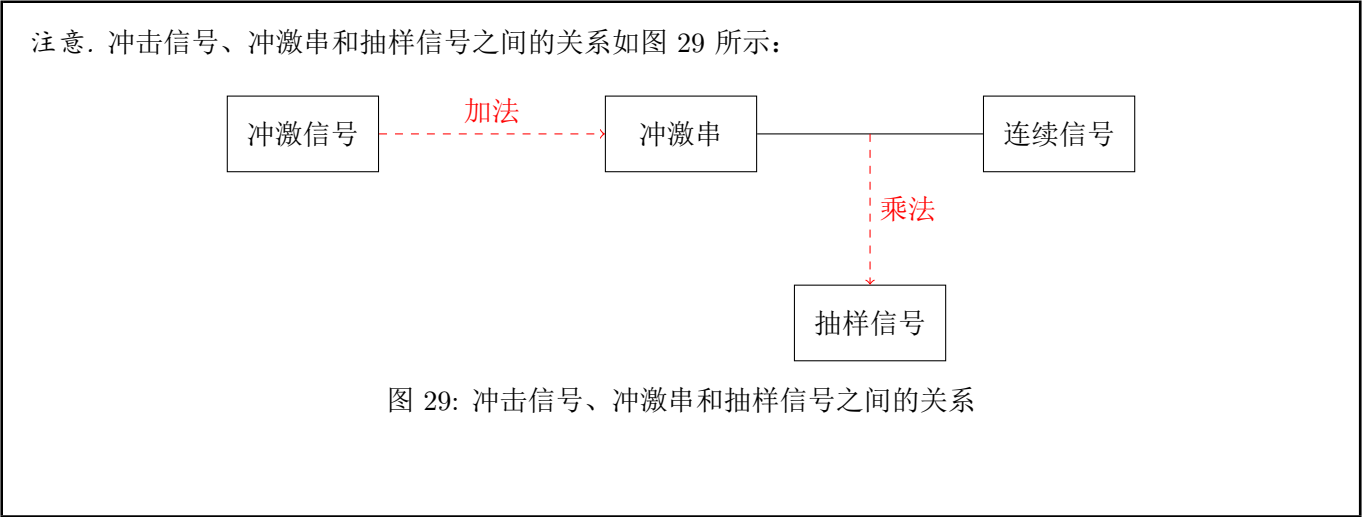 注意. 冲击信号、冲激串和抽样信号之间的关系如图 29 所示：
加法
冲激信号
冲激串
连续信号
乘法
抽样信号
图 29: 冲击信号、冲激串和抽样信号之间的关系